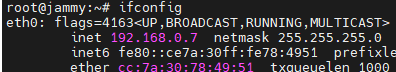 root@jammy:~# ifconfig
eth0: flags=4163<UP,BROADCAST,RUNNING,MULTICAST>
inet 192.168.0.7 netmask 255.255.255.0
inet6 fe80::ce7a:30ff:fe78:4951 prefixle
ether cc:7a:30:78:49:51 txqueuelen 1000